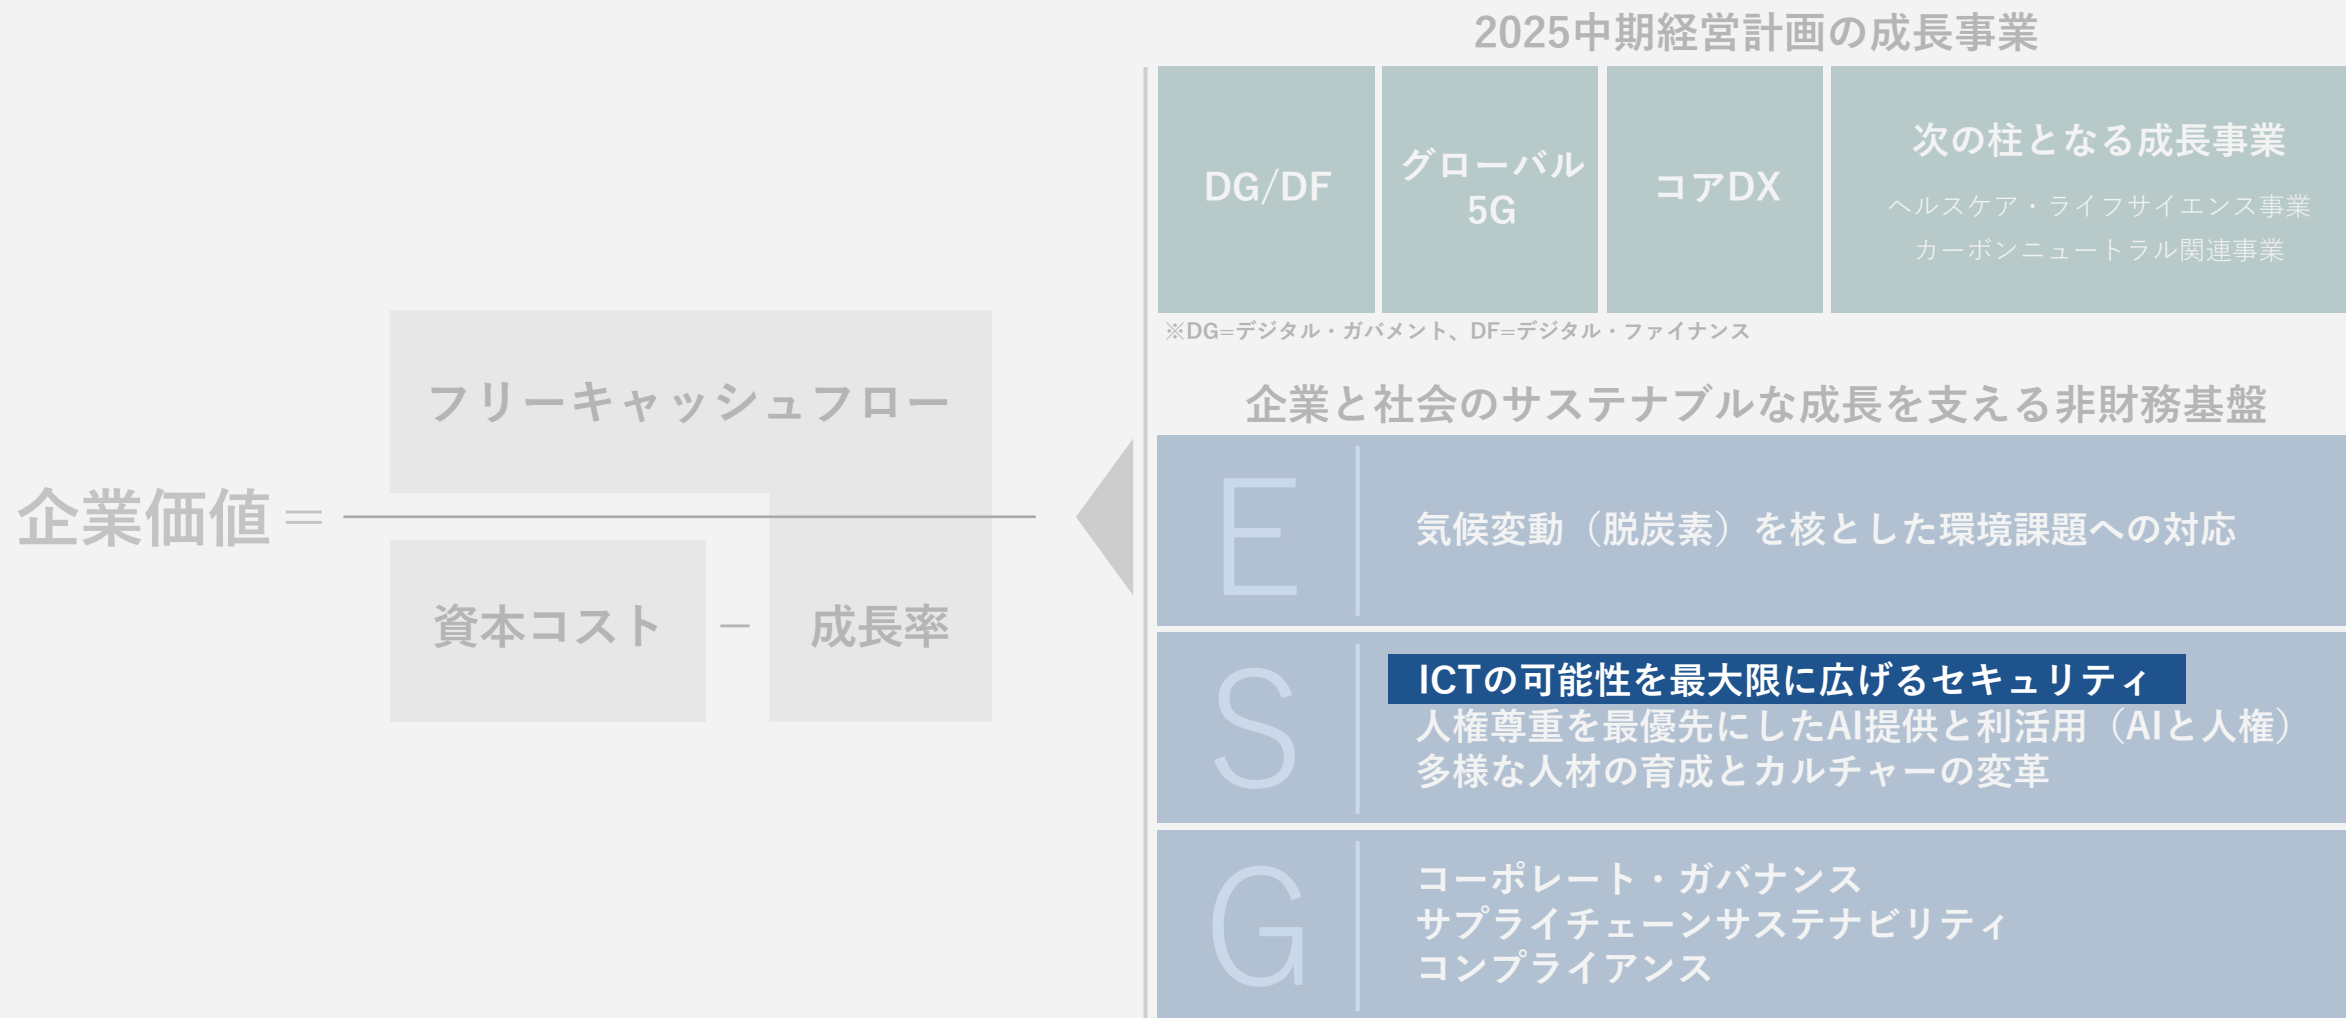 企業価値＝
フリーキャッシュフロー
資本コスト − 成長率
2025中期経営計画の成長事業
DG/DF
グローバル
5G
コアDX
次の柱となる成長事業
ヘルスケア・ライフサイエンス事業
カーボンニュートラル関連事業
※DG=デジタル・ガバメント、DF=デジタル・ファイナンス
企業と社会のサステナブルな成長を支える非財務基盤
E
気候変動（脱炭素）を核とした環境課題への対応
S
ICTの可能性を最大限に広げるセキュリティ
人権尊重を最優先にしたAI提供と利活用（AIと人権）
多様な人材の育成とカルチャーの変革
G
コーポレート・ガバナンス
サプライチェーンサステナビリティ
コンプライアンス